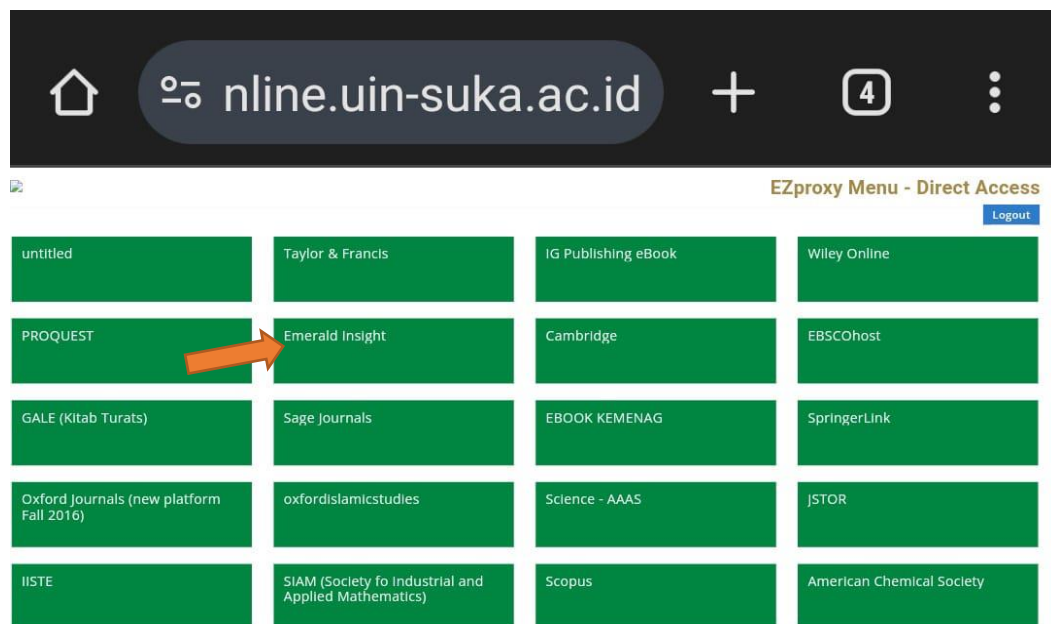 nline.uin-suka.ac.id
4
EZproxy Menu - Direct Access
Logout
untitled
Taylor & Francis
IG Publishing eBook
Wiley Online
PROQUEST
Emerald Insight
Cambridge
EBSCOhost
GALE (Kitab Turats)
Sage Journals
EBOOK KEMENAG
SpringerLink
Oxford Journals (new platform
Fall 2016)
oxfordislamicstudies
Science - AAAS
JSTOR
IISTE
SIAM (Society fo Industrial and
Applied Mathematics)
Scopus
American Chemical Society